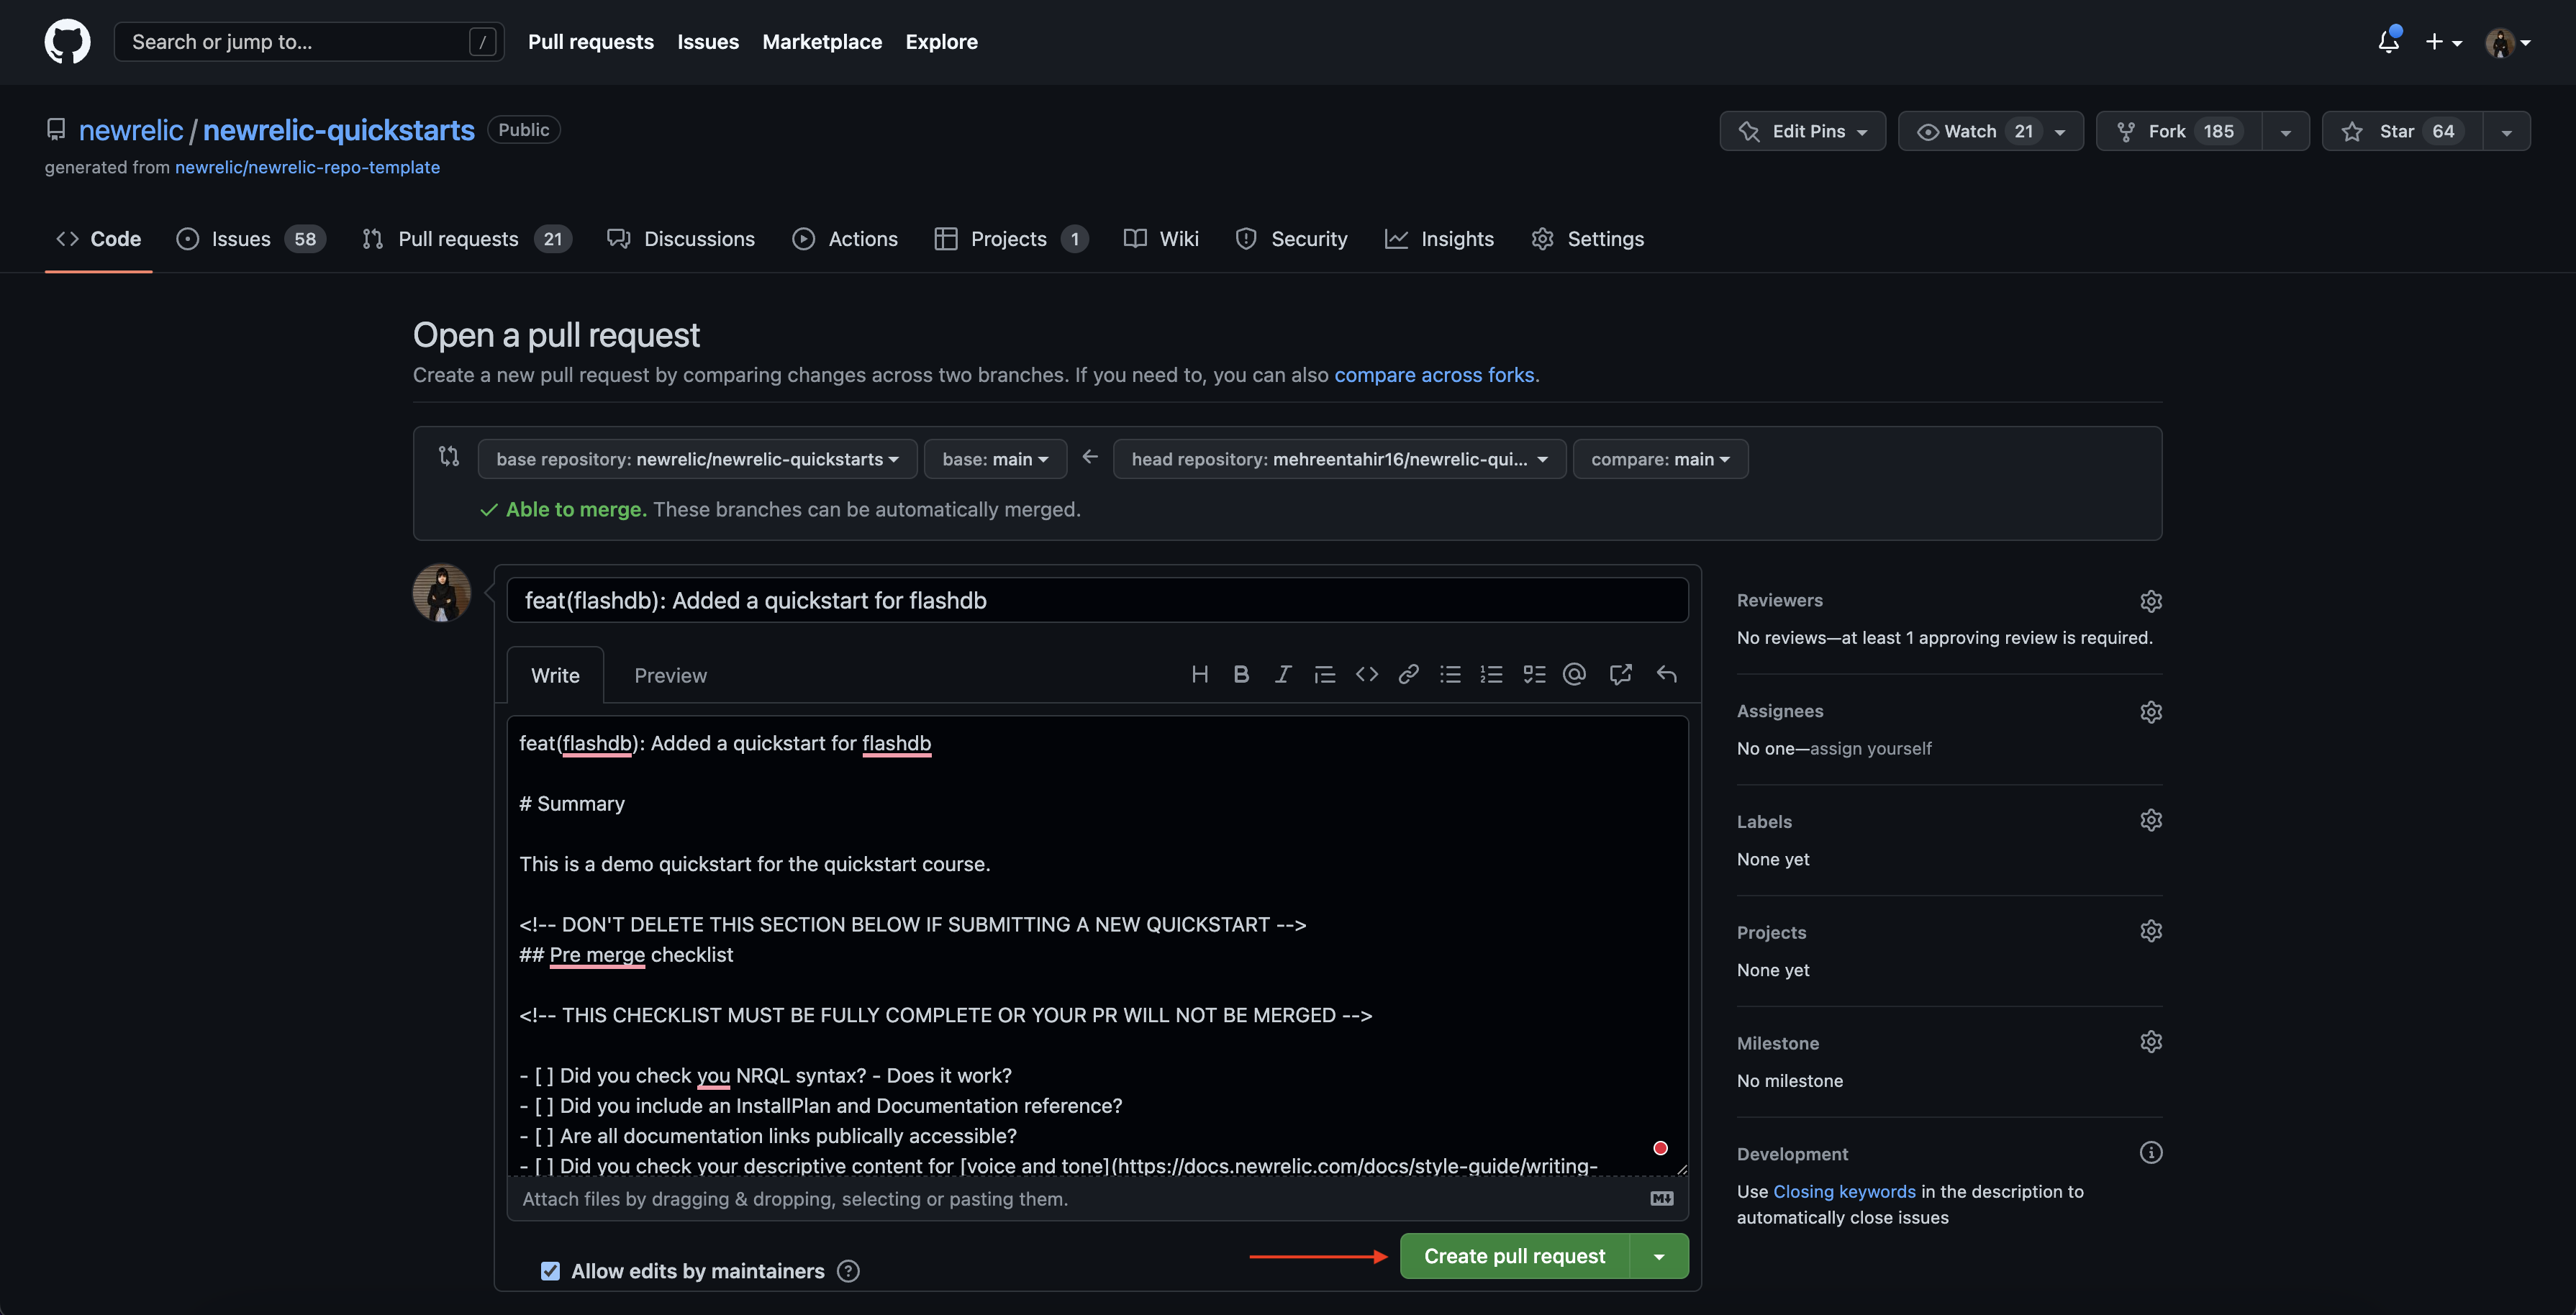 Search or jump to... / Pull requests Issues Marketplace Explore
newrelic / newrelic-quickstarts Public
Edit Pins Watch 21 Fork 185 Star 64
generated from newrelic/newrelic-repo-template
Code Issues 58 Pull requests 21 Discussions Actions Projects 1 Wiki Security Insights Settings
Open a pull request
Create a new pull request by comparing changes across two branches. If you need to, you can also compare across forks.
base repository: newrelic/newrelic-quickstarts base: main head repository: mehreentahir16/newrelic-qui... compare: main
Able to merge. These branches can be automatically merged.
feat(flashdb): Added a quickstart for flashdb
Write Preview
feat(flashdb): Added a quickstart for flashdb
# Summary
This is a demo quickstart for the quickstart course.
<!-- DON'T DELETE THIS SECTION BELOW IF SUBMITTING A NEW QUICKSTART -->
## Pre merge checklist
<!-- THIS CHECKLIST MUST BE FULLY COMPLETE OR YOUR PR WILL NOT BE MERGED -->
- [ ] Did you check you NRQL syntax? - Does it work?
- [ ] Did you include an InstallPlan and Documentation reference?
- [ ] Are all documentation links publically accessible?
- [ ] Did you check your descriptive content for [voice and tone](https://docs.newrelic.com/docs/style-guide/writing-
Attach files by dragging & dropping, selecting or pasting them.
Allow edits by maintainers
Create pull request
Reviewers
No reviews—at least 1 approving review is required.
Assignees
No one—assign yourself
Labels
None yet
Projects
None yet
Milestone
No milestone
Development
Use Closing keywords in the description to
automatically close issues